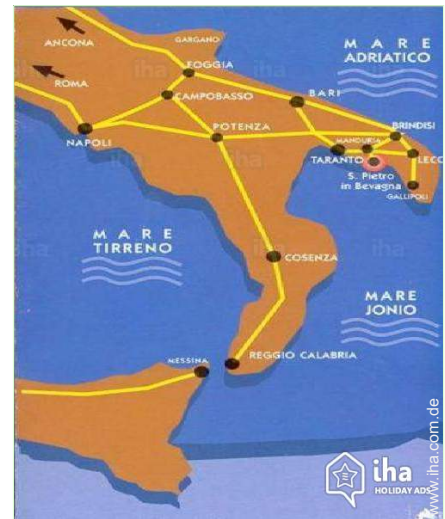 ANCONA
GARGANO
MARE
ADRIATICO
FOGGIA
ROMA
CAMPOBASSO
BARI
POTENZA
BRINDISI
NAPOLI
MANDURIA
TARANTO
LECC
S. Pietro
in Bevagna
GALLIPOLI
MARE
TIRRENO
COSENZA
MARE
JONIO
MESSINA
REGGIO CALABRIA
iha
HOLIDAY ADS
www.iha.com.de